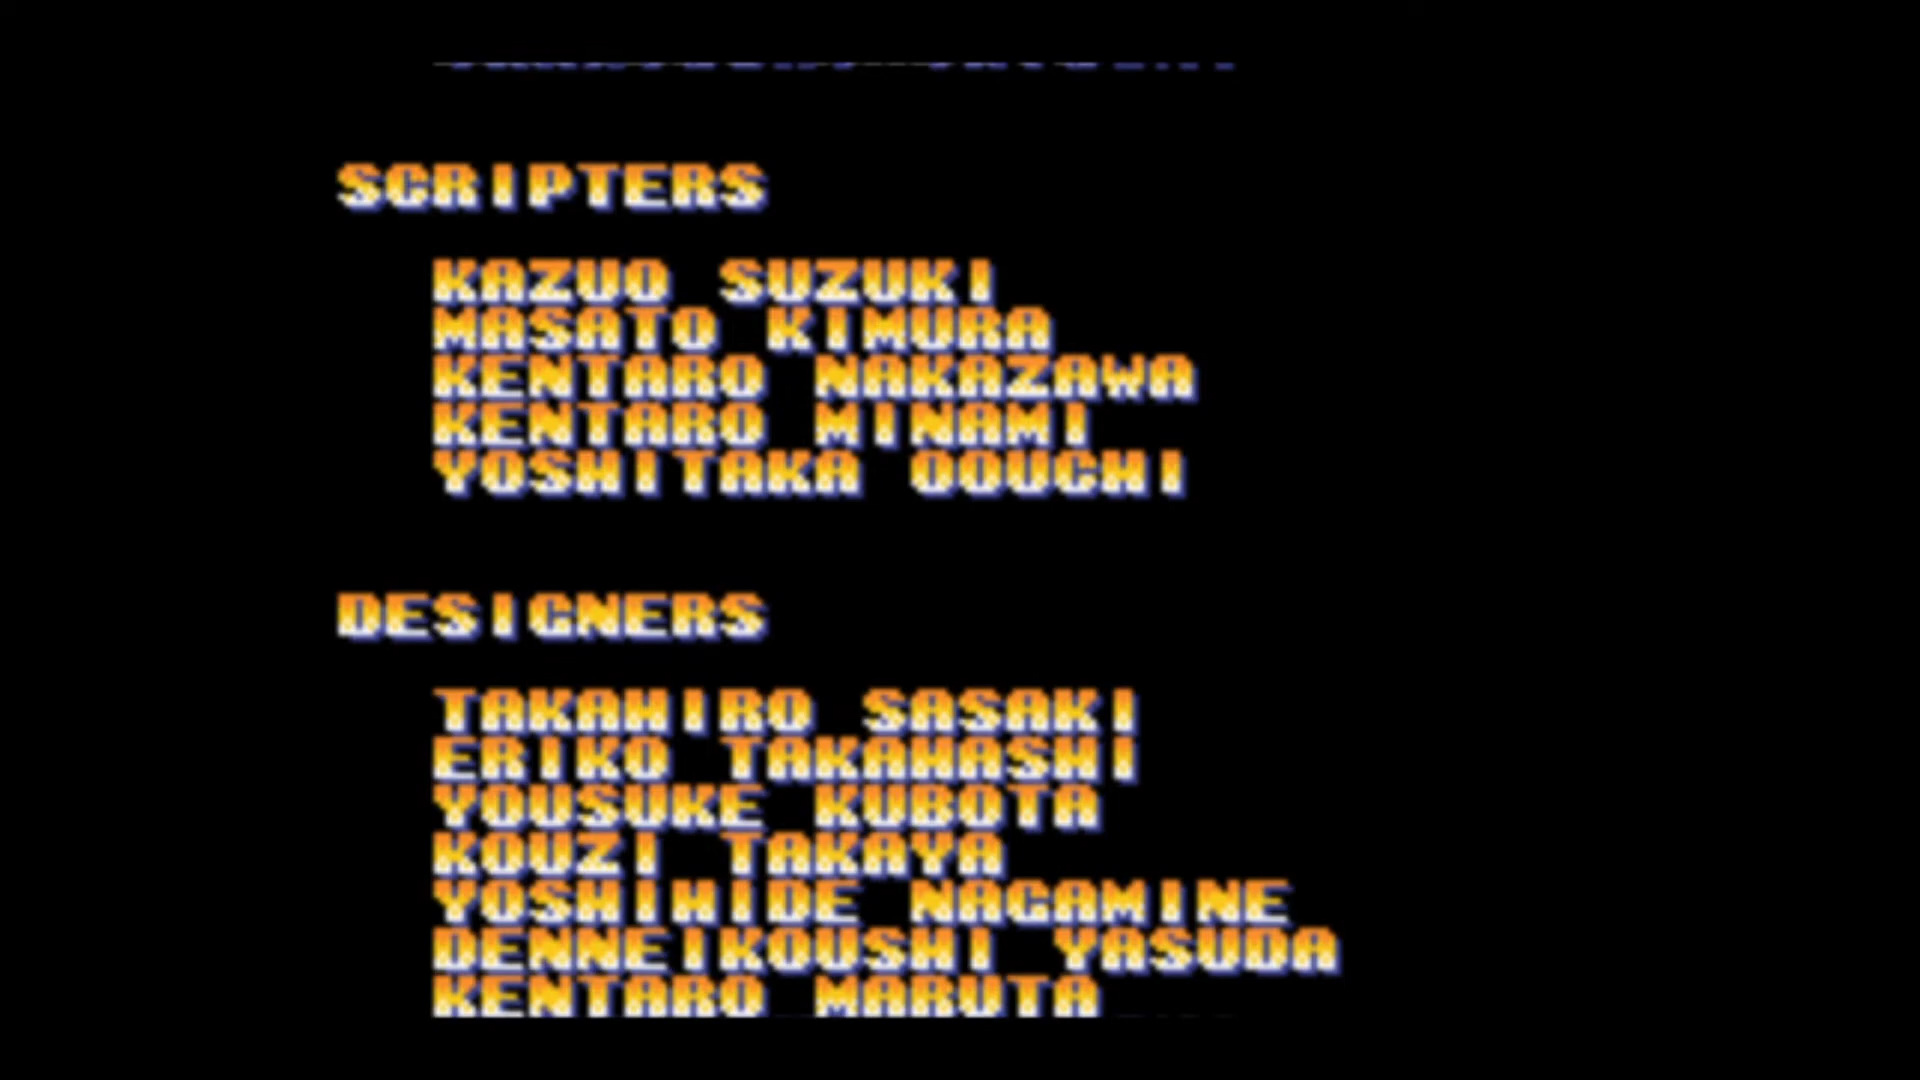 SCRIPTERS
KAZUO SUZUKI
MASATO KIMURA
KENTARO NAKAZAWA
KENTARO MINAMI
YOSHITAKA OOUCHI
DESIGNERS
TAKAHIRO SASAKI
ERIKO TAKAHASHI
YOUSUKE KUBOTA
KOUZI TAKAYA
YOSHIHIDE NAGAMINE
DENNEIKOUSHI YASUDA
KENTARO MARUTA